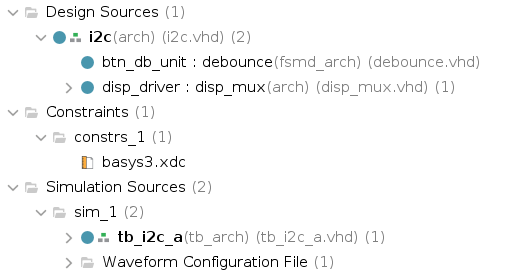 Design Sources (1)
i2c(arch) (i2c.vhd) (2)
btn_db_unit : debounce(fsmd_arch) (debounce.vhd)
disp_driver : disp_mux(arch) (disp_mux.vhd) (1)
Constraints (1)
constrs_1 (1)
basys3.xdc
Simulation Sources (2)
sim_1 (2)
tb_i2c_a(tb_arch) (tb_i2c_a.vhd) (1)
Waveform Configuration File (1)